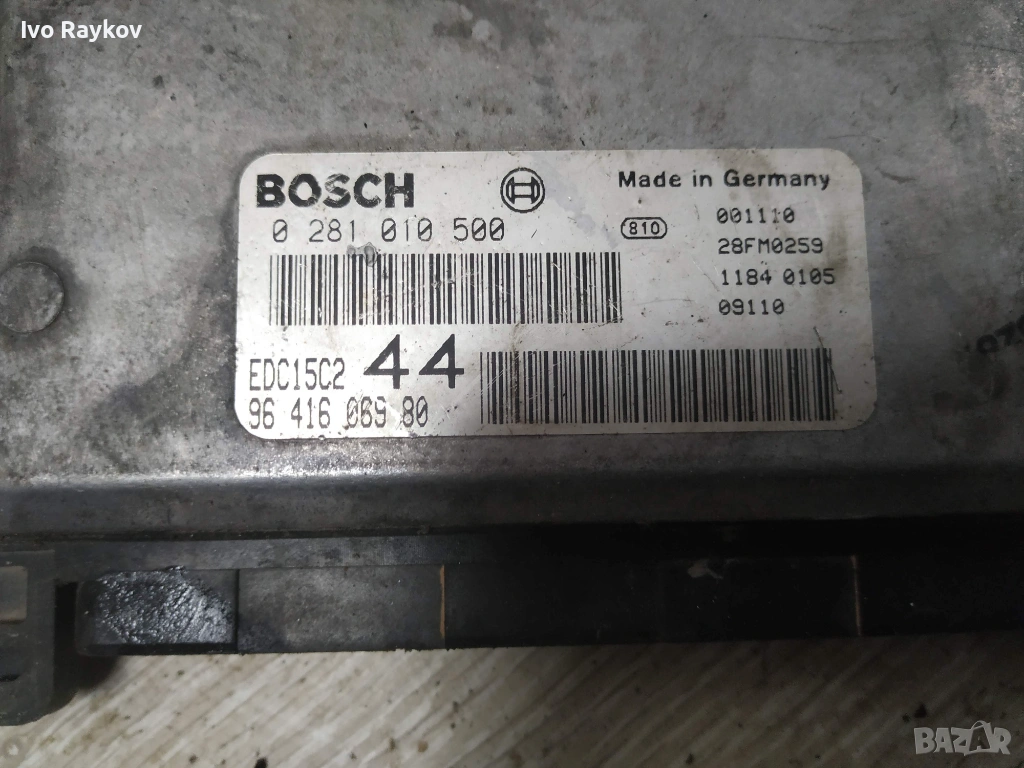 Ivo Raykov
BOSCH
Made in Germany
0 281 010 500
810
001110
28FM0259
1184 0105
09110
EDC15C2 44
96 416 069 80
BAZAR